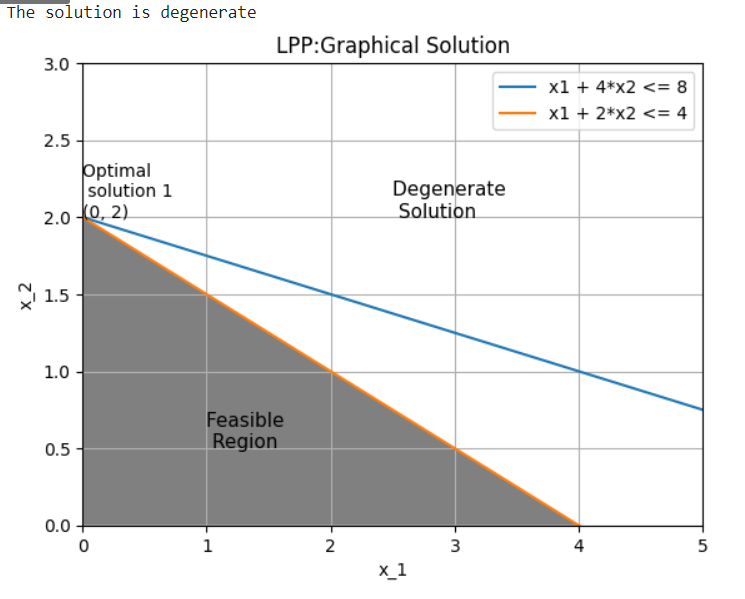 The solution is degenerate
LPP:Graphical Solution
3.0
x1 + 4*x2 <= 8
x1 + 2*x2 <= 4
2.5
Optimal
solution 1
(0, 2)
Degenerate
Solution
2.0
x_2
1.5
1.0
Feasible
Region
0.5
0.0
0 1 2 3 4 5
x_1